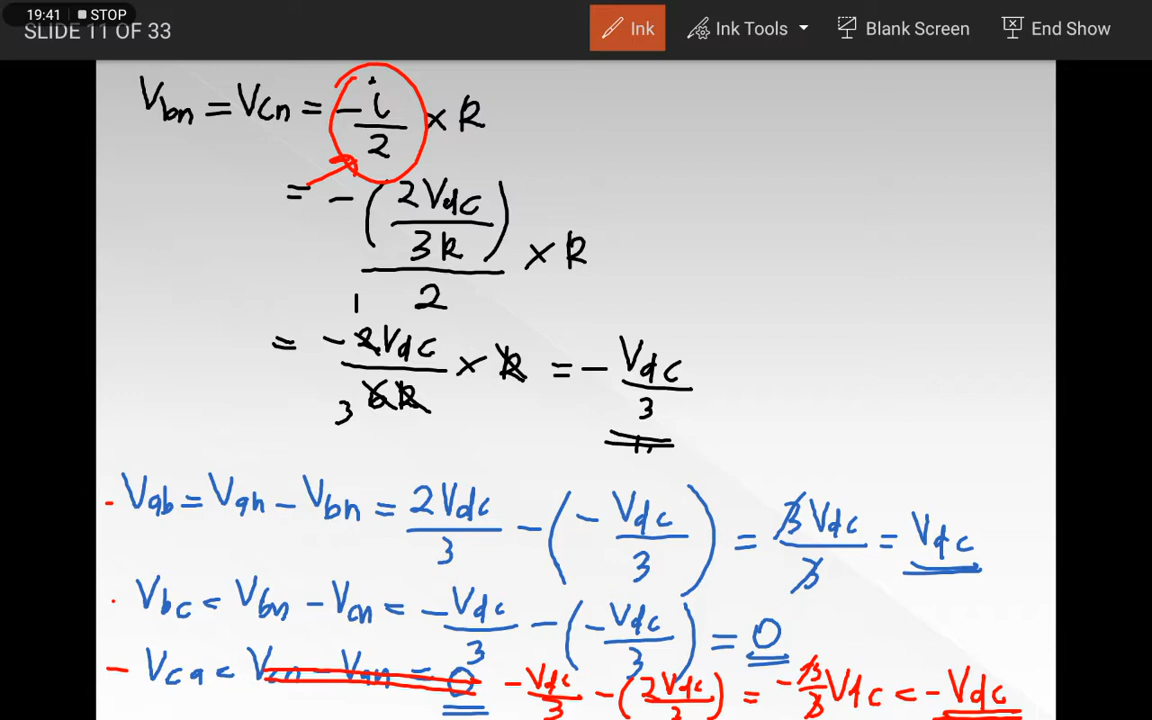 19:41 STOP
SLIDE 11 OF 33 Ink Ink Tools Blank Screen End Show
Vbn = Vcn = -i/2 × R
= -(2Vdc/3R)/2 × R
= -2Vdc/6R × R = -Vdc/3
1
3
- Vab = Van - Vbn = 2Vdc/3 - (-Vdc/3) = 3Vdc/3 = Vdc
Vbc = Vbn - Vcn = -Vdc/3 - (-Vdc/3) = 0
- Vca = Vcn - Van = 0 -Vdc/3 - (2Vdc/3) = -3/3 Vdc = -Vdc